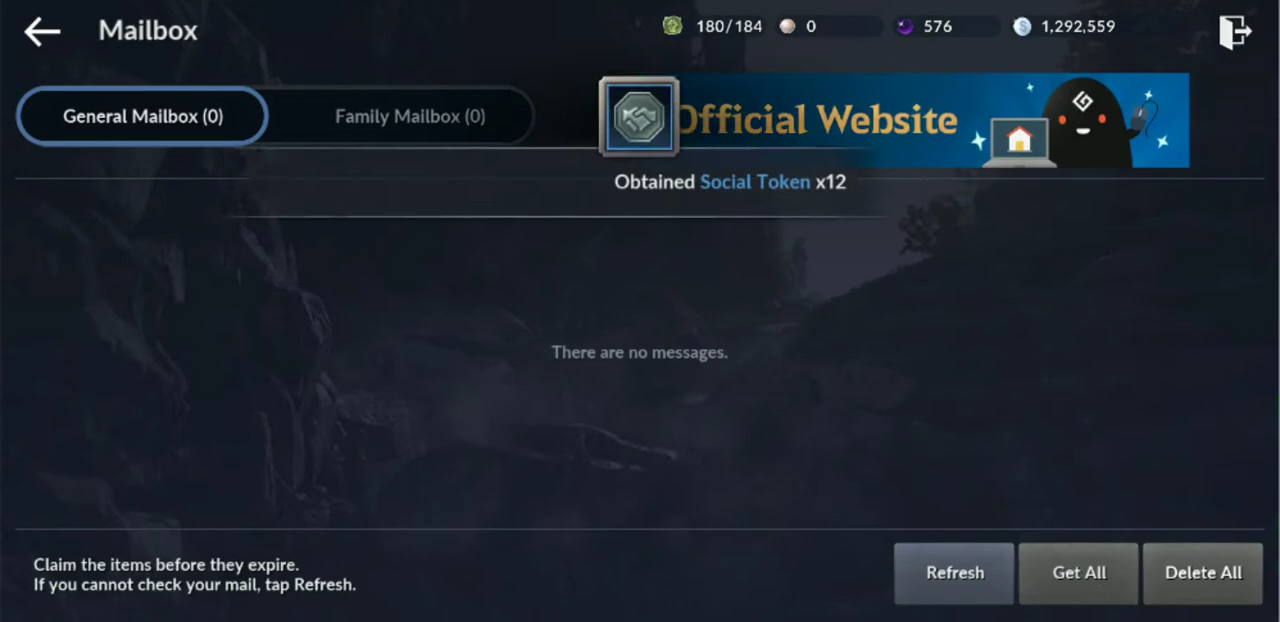 Mailbox
180/184
0
576
1,292,559
General Mailbox (0)
Family Mailbox (0)
Official Website
Obtained Social Token x12
There are no messages.
Claim the items before they expire.
If you cannot check your mail, tap Refresh.
Refresh
Get All
Delete All